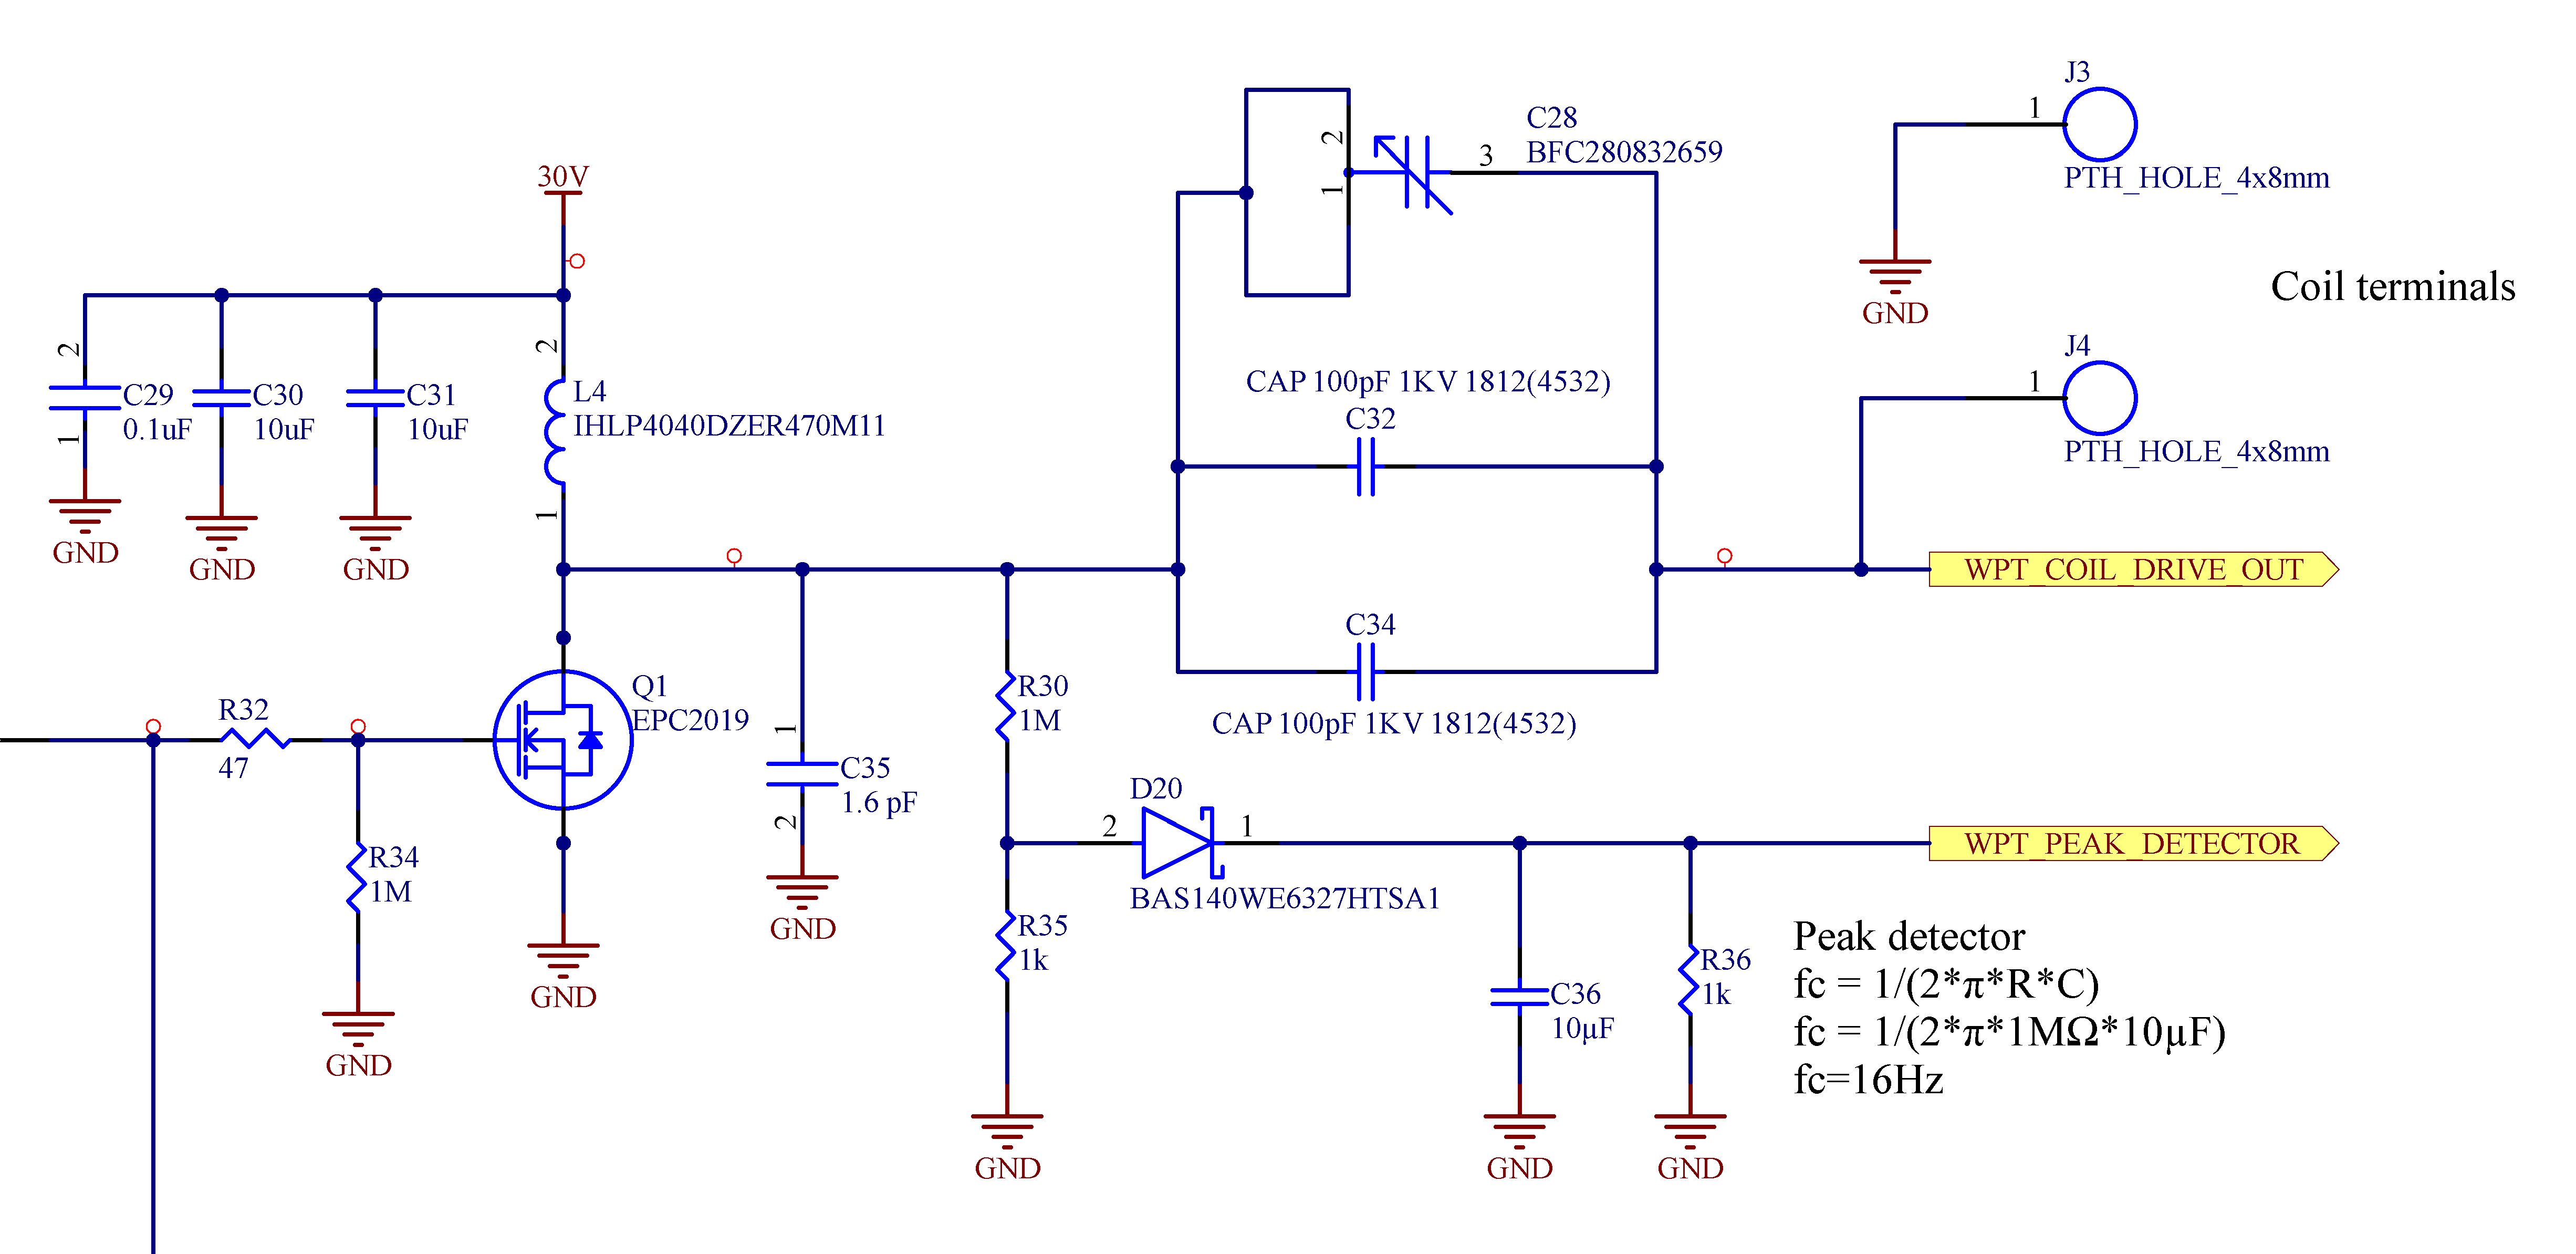 J3
1
PTH_HOLE_4x8mm
GND
Coil terminals
J4
1
PTH_HOLE_4x8mm
C28
BFC280832659
2
1
3
30V
2
C29
0.1uF
1
GND
C30
10uF
GND
C31
10uF
GND
2
L4
IHLP4040DZER470M11
1
CAP 100pF 1KV 1812(4532)
C32
C34
CAP 100pF 1KV 1812(4532)
WPT_COIL_DRIVE_OUT
R32
47
Q1
EPC2019
GND
R34
1M
GND
1
C35
1.6 pF
2
GND
R30
1M
R35
1k
GND
D20
2
1
BAS140WE6327HTSA1
WPT_PEAK_DETECTOR
C36
10µF
GND
R36
1k
GND
Peak detector
fc = 1/(2*π*R*C)
fc = 1/(2*π*1MΩ*10µF)
fc=16Hz